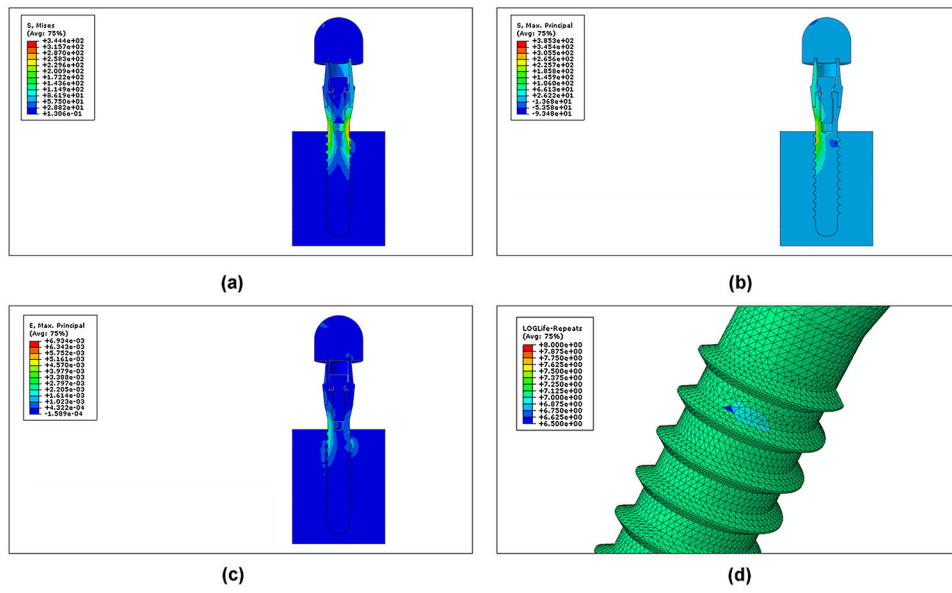 S, Mises
(Avg: 75%)
+3.444e+02
+3.157e+02
+2.870e+02
+2.583e+02
+2.296e+02
+2.009e+02
+1.722e+02
+1.436e+02
+1.149e+02
+8.619e+01
+5.750e+01
+2.882e+01
+1.306e-01
S, Max. Principal
(Avg: 75%)
+3.853e+02
+3.454e+02
+3.055e+02
+2.656e+02
+2.257e+02
+1.858e+02
+1.459e+02
+1.060e+02
+6.613e+01
+2.622e+01
-1.368e+01
-5.358e+01
-9.348e+01
(a)
(b)
E, Max. Principal
(Avg: 75%)
+6.934e-03
+6.343e-03
+5.752e-03
+5.161e-03
+4.570e-03
+3.979e-03
+3.388e-03
+2.797e-03
+2.205e-03
+1.614e-03
+1.023e-03
+4.322e-04
-1.589e-04
LOGLife-Repeats
(Avg: 75%)
+8.000e+00
+7.875e+00
+7.750e+00
+7.625e+00
+7.500e+00
+7.375e+00
+7.250e+00
+7.125e+00
+7.000e+00
+6.875e+00
+6.750e+00
+6.625e+00
+6.500e+00
(c)
(d)